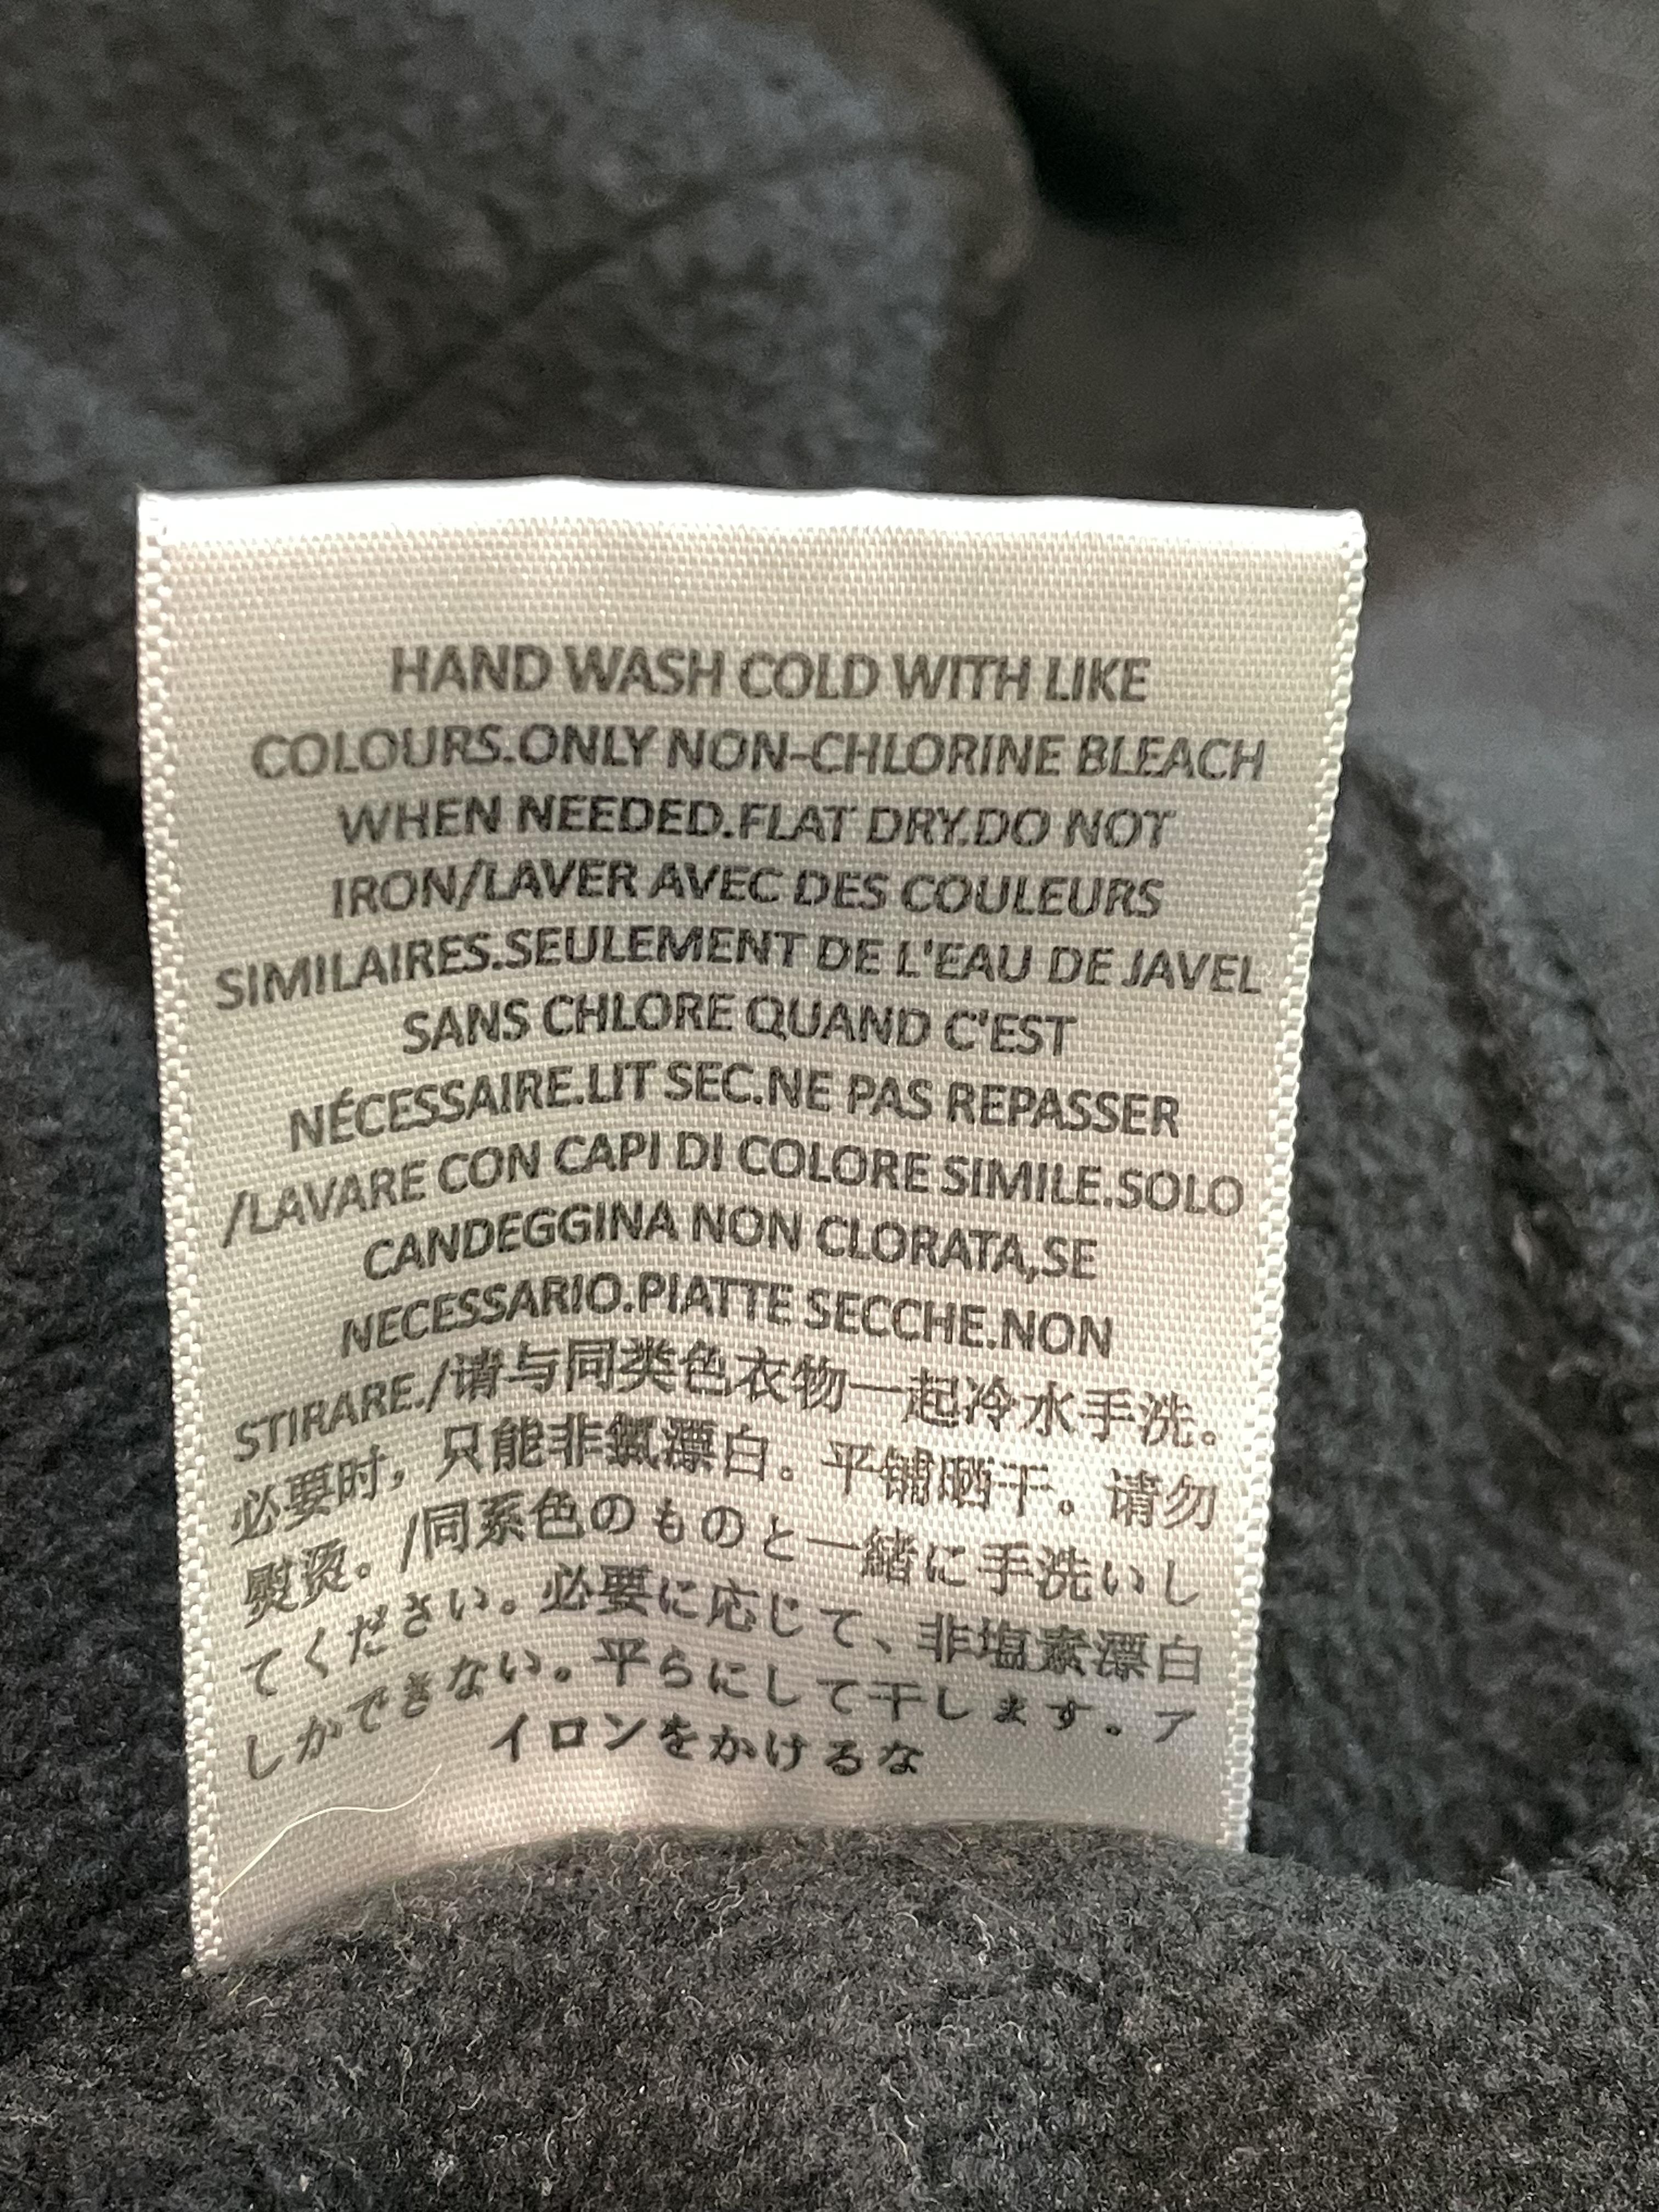 HAND WASH COLD WITH LIKE
COLOURS.ONLY NON-CHLORINE BLEACH
WHEN NEEDED.FLAT DRY.DO NOT
IRON/LAVER AVEC DES COULEURS
SIMILAIRES.SEULEMENT DE L'EAU DE JAVEL
SANS CHLORE QUAND C'EST
NÉCESSAIRE.LIT SEC.NE PAS REPASSER
/LAVARE CON CAPI DI COLORE SIMILE.SOLO
CANDEGGINA NON CLORATA,SE
NECESSARIO.PIATTE SECCHE.NON
STIRARE./请与同类色衣物一起冷水手洗。
必要时，只能非氯漂白。平铺晒干。请勿
熨烫。/同系色のものと一緒に手洗いし
てください。必要に応じて、非塩素漂白
しかできない。平らにして干します。ア
イロンをかけるな